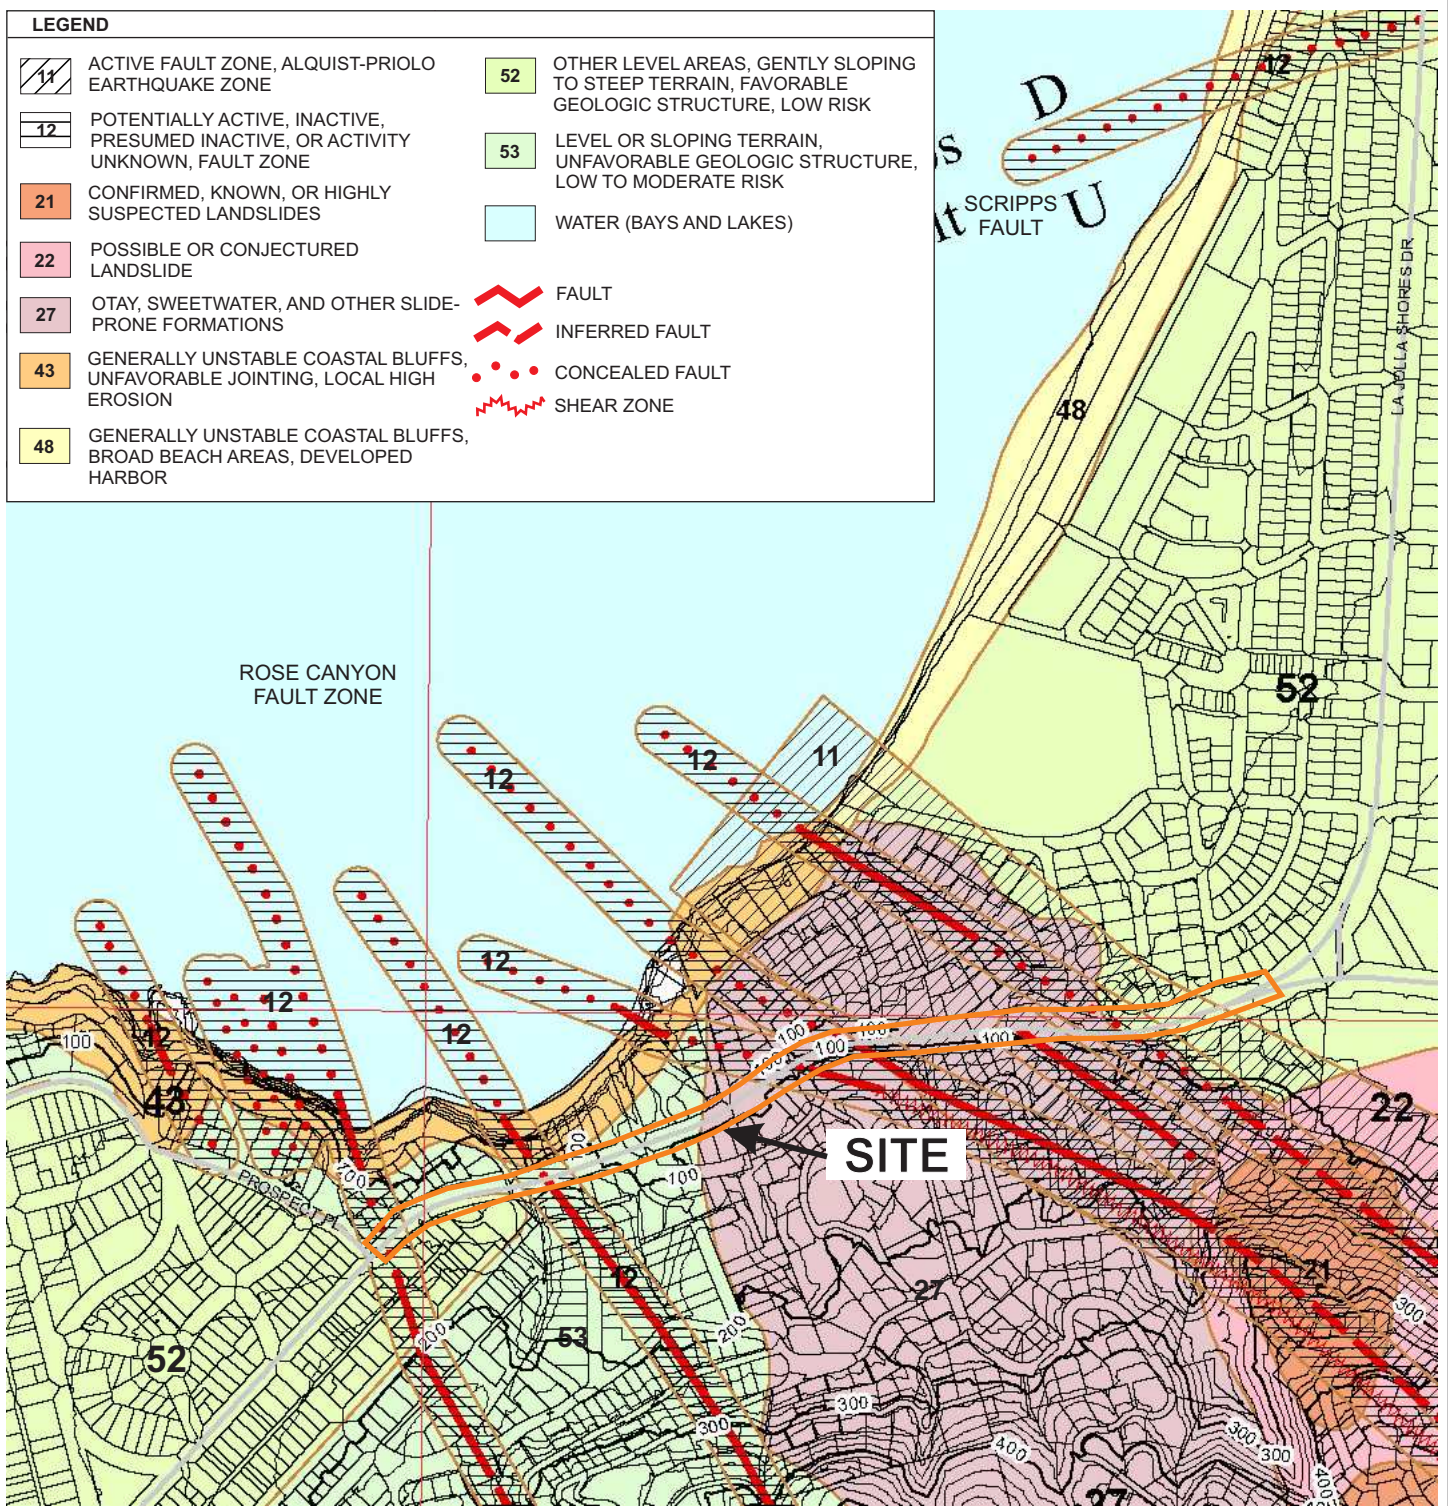 LEGEND
11
ACTIVE FAULT ZONE, ALQUIST-PRIOLO
EARTHQUAKE ZONE
12
POTENTIALLY ACTIVE, INACTIVE,
PRESUMED INACTIVE, OR ACTIVITY
UNKNOWN, FAULT ZONE
21
CONFIRMED, KNOWN, OR HIGHLY
SUSPECTED LANDSLIDES
22
POSSIBLE OR CONJECTURED
LANDSLIDE
27
OTAY, SWEETWATER, AND OTHER SLIDE-
PRONE FORMATIONS
43
GENERALLY UNSTABLE COASTAL BLUFFS,
UNFAVORABLE JOINTING, LOCAL HIGH
EROSION
48
GENERALLY UNSTABLE COASTAL BLUFFS,
BROAD BEACH AREAS, DEVELOPED
HARBOR
52
OTHER LEVEL AREAS, GENTLY SLOPING
TO STEEP TERRAIN, FAVORABLE
GEOLOGIC STRUCTURE, LOW RISK
53
LEVEL OR SLOPING TERRAIN,
UNFAVORABLE GEOLOGIC STRUCTURE,
LOW TO MODERATE RISK
WATER (BAYS AND LAKES)
FAULT
INFERRED FAULT
CONCEALED FAULT
SHEAR ZONE
12
D
U
SCRIPPS
FAULT
LA JOLLA SHORES DR
48
52
ROSE CANYON
FAULT ZONE
12
12
11
12
12
12
12
100
100
100
100
100
100
43
22
SITE
100
100
PROSPECT PL
12
27
21
300
200
200
53
52
300
300
400
300
300
400
27